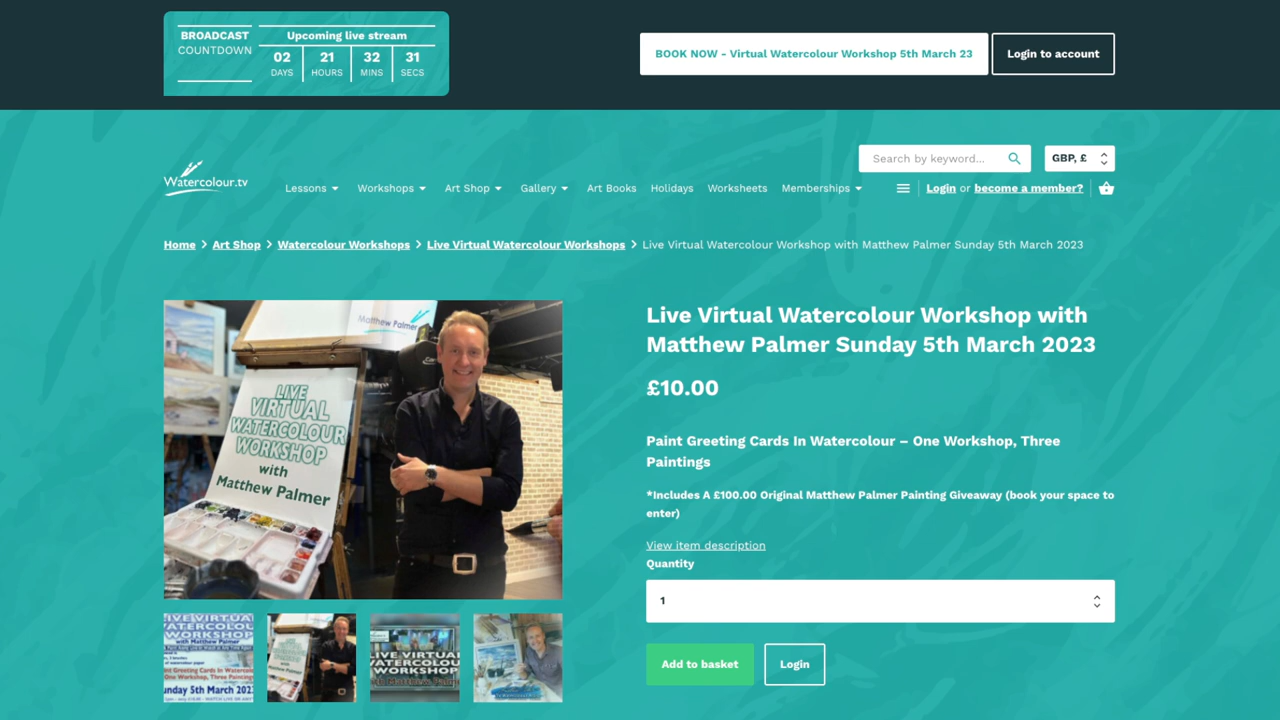 BROADCAST
COUNTDOWN
Upcoming live stream
02 21 32 31
DAYS HOURS MINS SECS
BOOK NOW - Virtual Watercolour Workshop 5th March 23
Login to account
Search by keyword...
GBP, £
Watercolour.tv
Lessons Workshops Art Shop Gallery Art Books Holidays Worksheets Memberships
Login or become a member?
Home > Art Shop > Watercolour Workshops > Live Virtual Watercolour Workshops > Live Virtual Watercolour Workshop with Matthew Palmer Sunday 5th March 2023
Matthew Palmer
LIVE
VIRTUAL
WATERCOLOUR
WORKSHOP
with
Matthew Palmer
Live Virtual Watercolour Workshop with
Matthew Palmer Sunday 5th March 2023
£10.00
Paint Greeting Cards In Watercolour – One Workshop, Three
Paintings
*Includes A £100.00 Original Matthew Palmer Painting Giveaway (book your space to
enter)
View item description
Quantity
1
Add to basket
Login
WORKSHOP
with Matthew Palmer
LIVE VIRTUAL
WORKSHOP